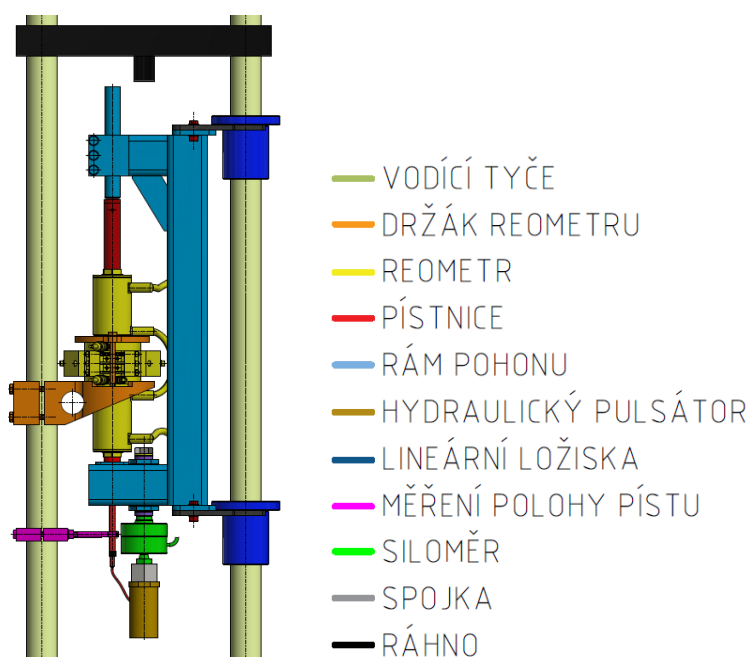 VODÍCÍ TYČE
DRŽÁK REOMETRU
REOMETR
PÍSTNICE
RÁM POHONU
HYDRAULICKÝ PULSÁTOR
LINEÁRNÍ LOŽISKA
MĚŘENÍ POLOHY PÍSTU
SILOMĚR
SPOJKA
RÁHNO